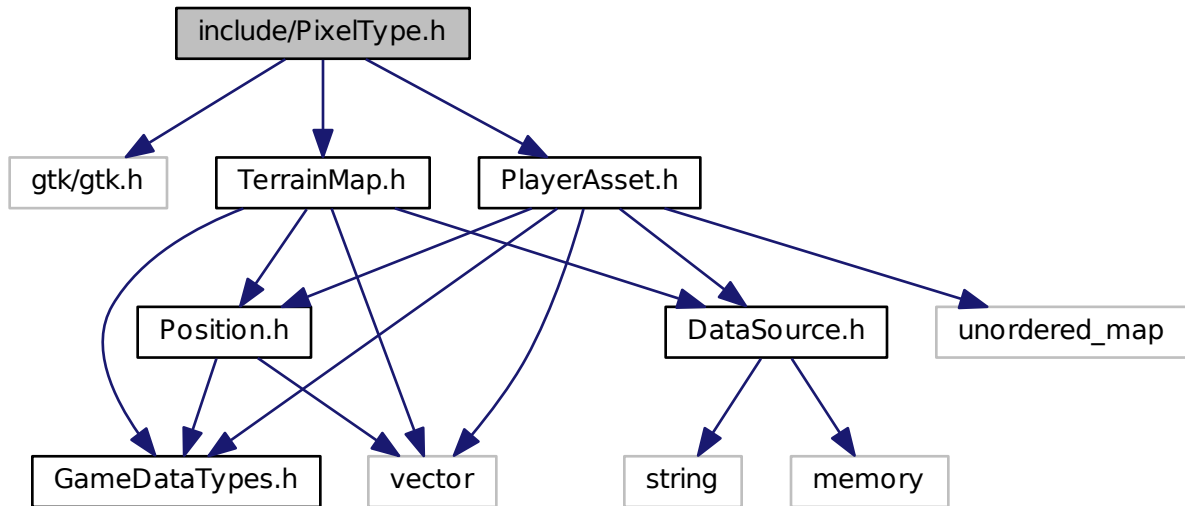 include/PixelType.h
gtk/gtk.h
TerrainMap.h
PlayerAsset.h
Position.h
DataSource.h
unordered_map
GameDataTypes.h
vector
string
memory